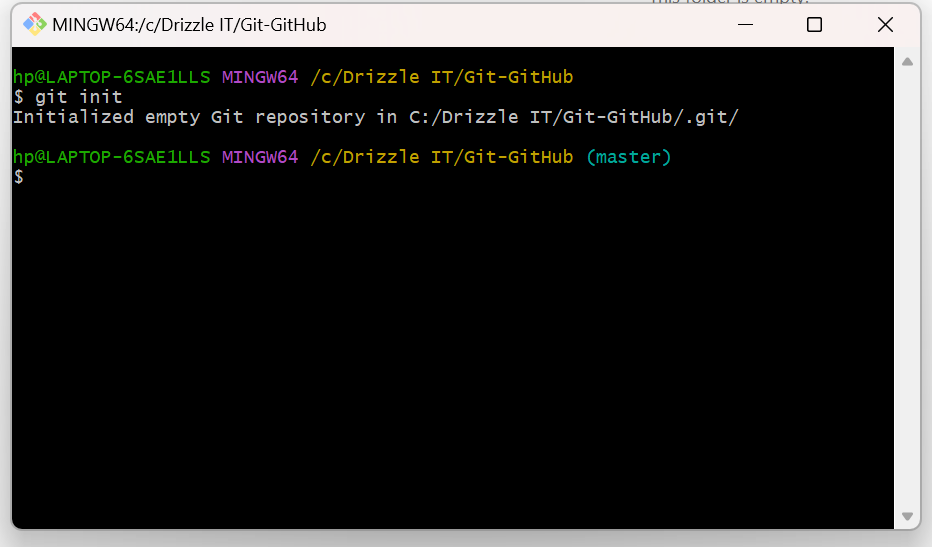 This folder is empty.
MINGW64:/c/Drizzle IT/Git-GitHub
hp@LAPTOP-6SAE1LLS MINGW64 /c/Drizzle IT/Git-GitHub
$ git init
Initialized empty Git repository in C:/Drizzle IT/Git-GitHub/.git/
hp@LAPTOP-6SAE1LLS MINGW64 /c/Drizzle IT/Git-GitHub (master)
$